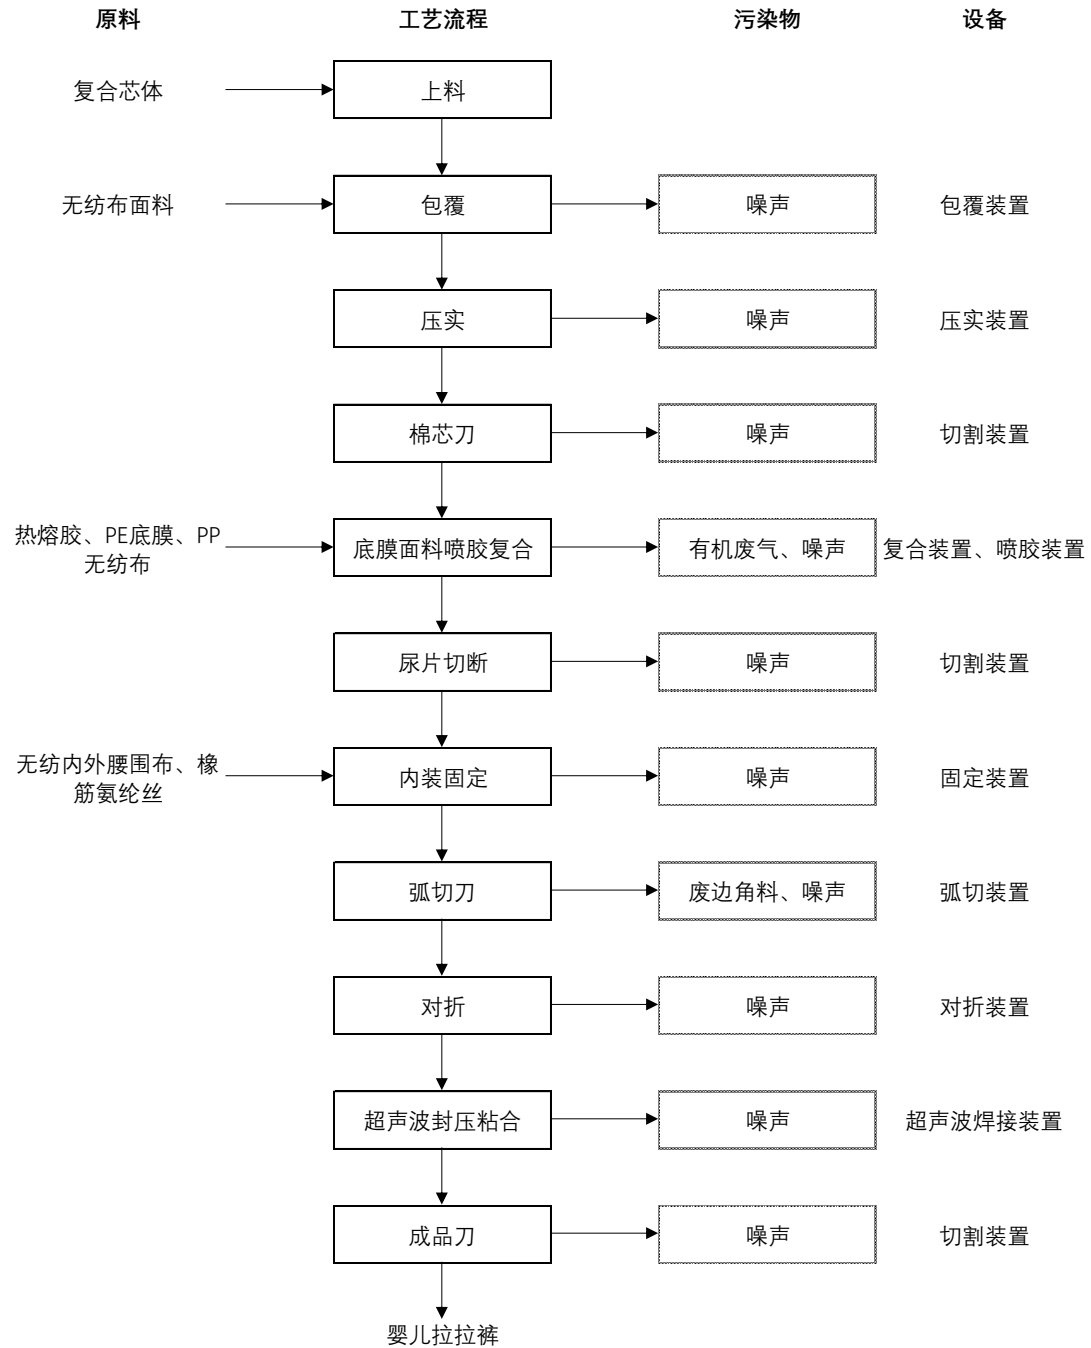 原料 工艺流程 污染物 设备
复合芯体 上料
无纺布面料 包覆 噪声 包覆装置
压实 噪声 压实装置
棉芯刀 噪声 切割装置
热熔胶、PE底膜、PP
无纺布
底膜面料喷胶复合 有机废气、噪声 复合装置、喷胶装置
尿片切断 噪声 切割装置
无纺内外腰围布、橡
筋氨纶丝
内装固定 噪声 固定装置
弧切刀 废边角料、噪声 弧切装置
对折 噪声 对折装置
超声波封压粘合 噪声 超声波焊接装置
成品刀 噪声 切割装置
婴儿拉拉裤